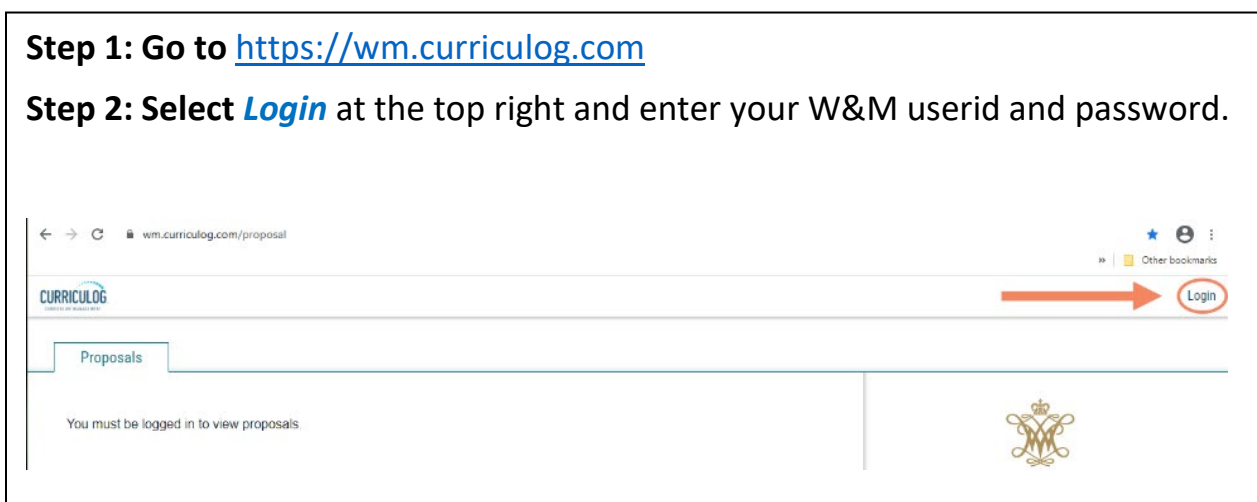 Step 1: Go to https://wm.curriculog.com
Step 2: Select Login at the top right and enter your W&M userid and password.
wm.curriculog.com/proposal
» Other bookmarks
CURRICULOG
Login
Proposals
You must be logged in to view proposals.